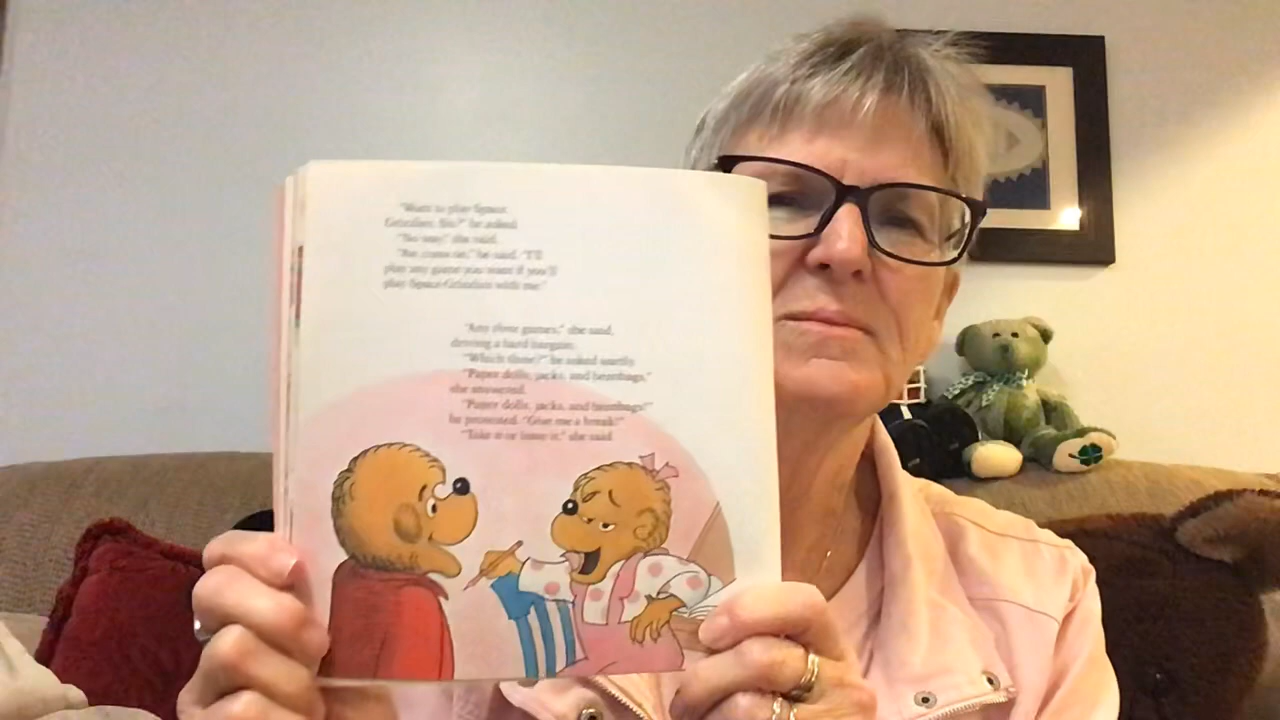 "Want to play Space
Grizzlies, Sis?" he asked.
"No way!" she said.
"Aw, come on," he said. "I'll
play any game you want if you'll
play Space Grizzlies with me."
"Any three games," she said,
driving a hard bargain.
"Which three?" he asked warily.
"Paper dolls, jacks, and beanbags,"
she answered.
"Paper dolls, jacks, and beanbags!"
he protested. "Give me a break!"
"Take it or leave it," she said.